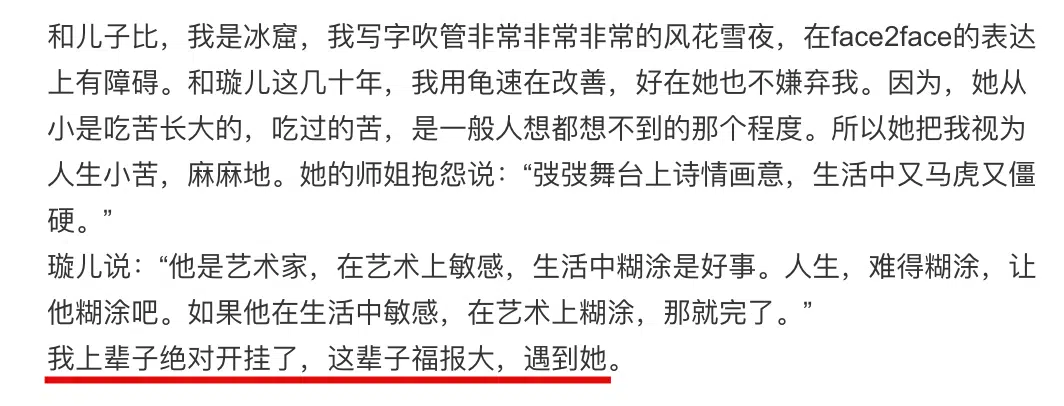 和儿子比，我是冰窟，我写字吹管非常非常非常的风花雪夜，在face2face的表达
上有障碍。和璇儿这几十年，我用龟速在改善，好在她也不嫌弃我。因为，她从
小是吃苦长大的，吃过的苦，是一般人想都想不到的那个程度。所以她把我视为
人生小苦，麻麻地。她的师姐抱怨说：“弢弢舞台上诗情画意，生活中又马虎又僵
硬。”
璇儿说：“他是艺术家，在艺术上敏感，生活中糊涂是好事。人生，难得糊涂，让
他糊涂吧。如果他在生活中敏感，在艺术上糊涂，那就完了。”
我上辈子绝对开挂了，这辈子福报大，遇到她。